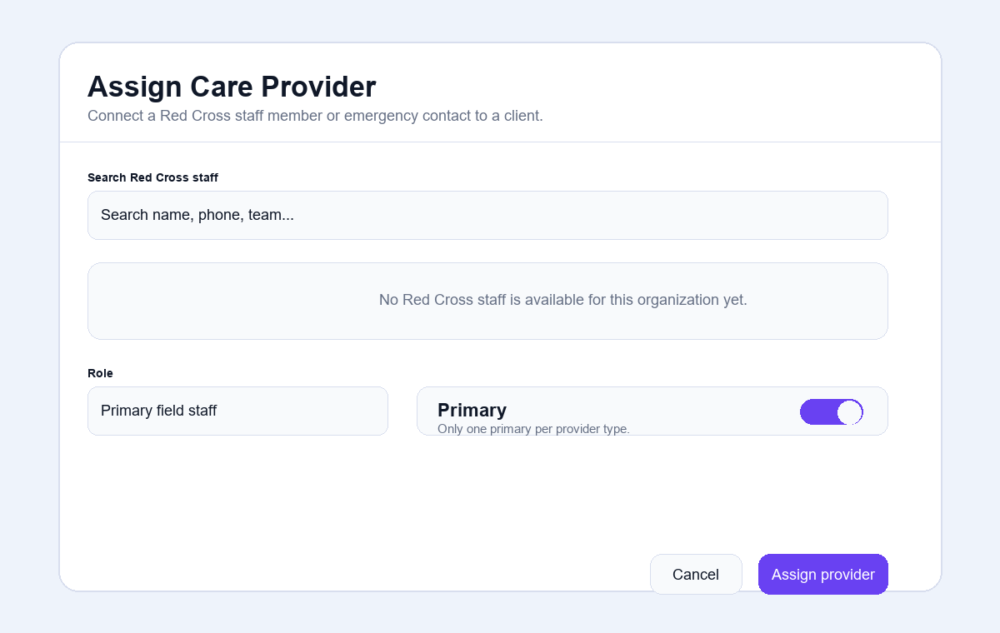 Assign Care Provider
Connect a Red Cross staff member or emergency contact to a client.
Search Red Cross staff
Search name, phone, team...
No Red Cross staff is available for this organization yet.
Role
Primary field staff
Primary
Only one primary per provider type.
Cancel
Assign provider